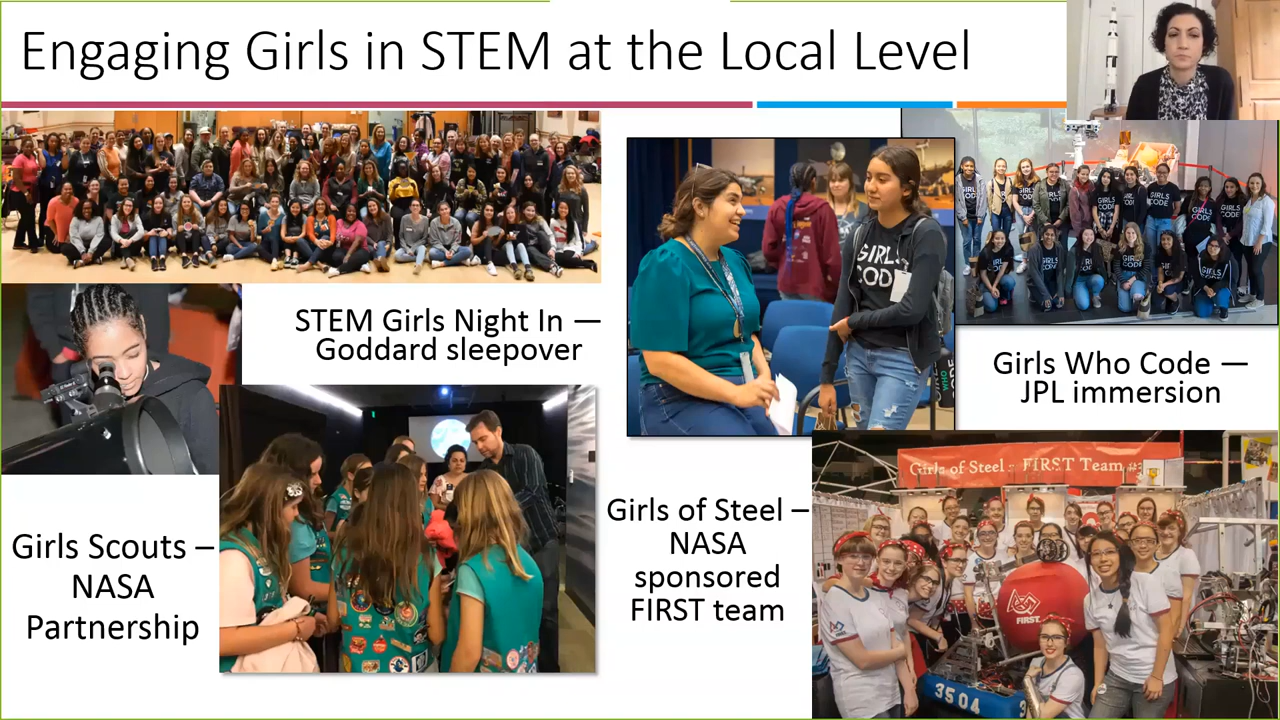 Engaging Girls in STEM at the Local Level
STEM Girls Night In —
Goddard sleepover
GIRLS
CODE
Girls Who Code —
JPL immersion
Girls Scouts –
NASA
Partnership
Girls of Steel –
NASA
sponsored
FIRST team
Girls of Steel : FIRST Team #3
FIRST
3504